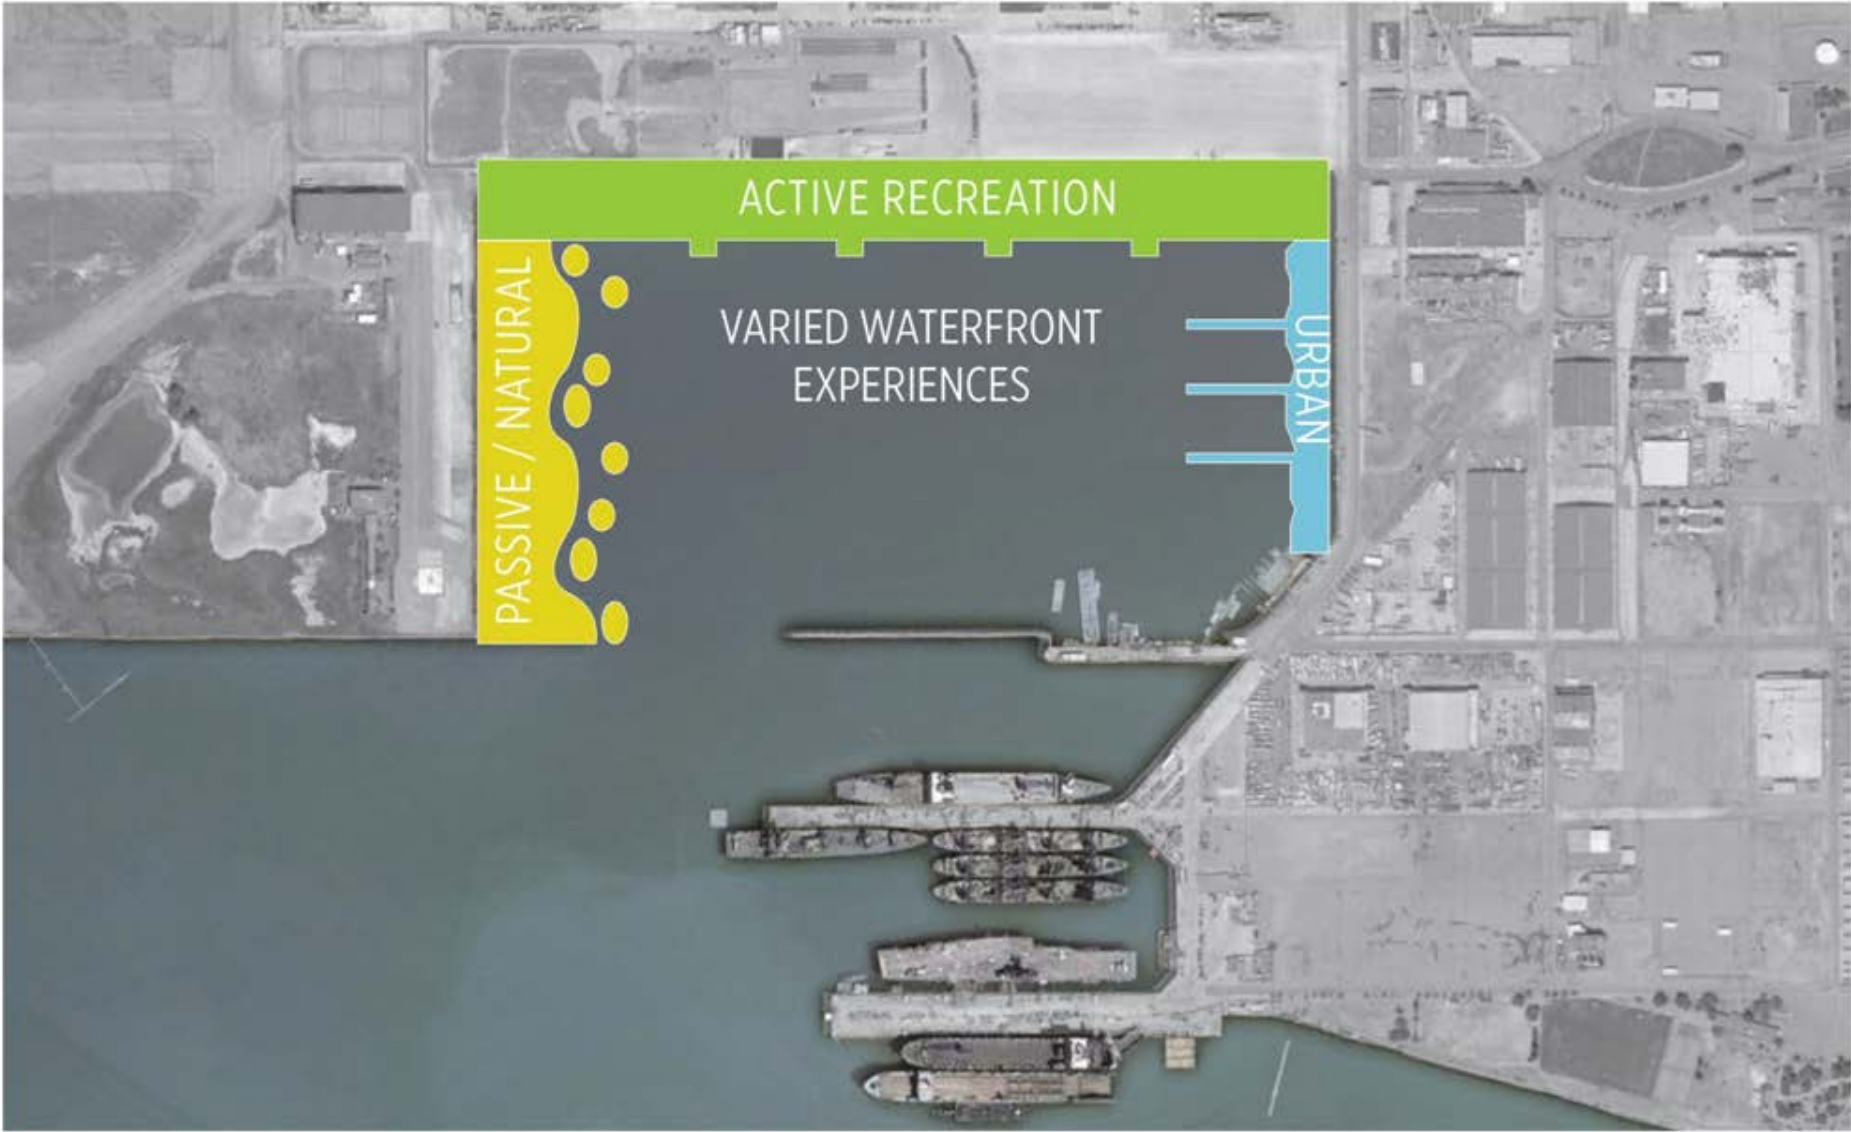 ACTIVE RECREATION
PASSIVE / NATURAL
VARIED WATERFRONT
EXPERIENCES
URBAN